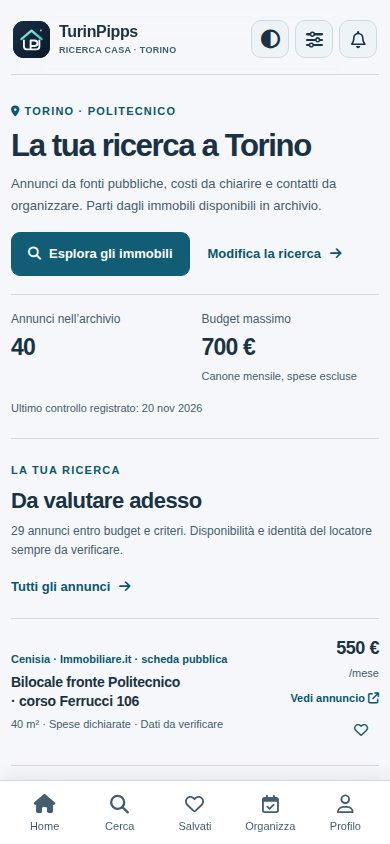 TurinPipps
RICERCA CASA · TORINO
TORINO · POLITECNICO
La tua ricerca a Torino
Annunci da fonti pubbliche, costi da chiarire e contatti da
organizzare. Parti dagli immobili disponibili in archivio.
Esplora gli immobili
Modifica la ricerca
Annunci nell’archivio
40
Budget massimo
700 €
Canone mensile, spese escluse
Ultimo controllo registrato: 20 nov 2026
LA TUA RICERCA
Da valutare adesso
29 annunci entro budget e criteri. Disponibilità e identità del locatore
sempre da verificare.
Tutti gli annunci
Cenisia · Immobiliare.it · scheda pubblica
Bilocale fronte Politecnico
· corso Ferrucci 106
40 m² · Spese dichiarate · Dati da verificare
550 €
/mese
Vedi annuncio
Home
Cerca
Salvati
Organizza
Profilo